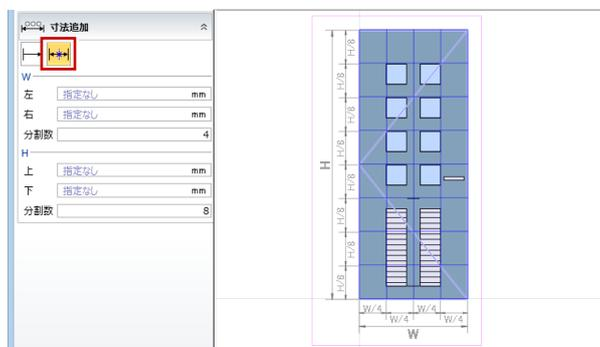 寸法追加
W
左 指定なし mm
右 指定なし mm
分割数 4
H
上 指定なし mm
下 指定なし mm
分割数 8
H
H/8
H/8
H/8
H/8
H/8
H/8
H/8
H/8
W/4
W/4
W/4
W/4
W